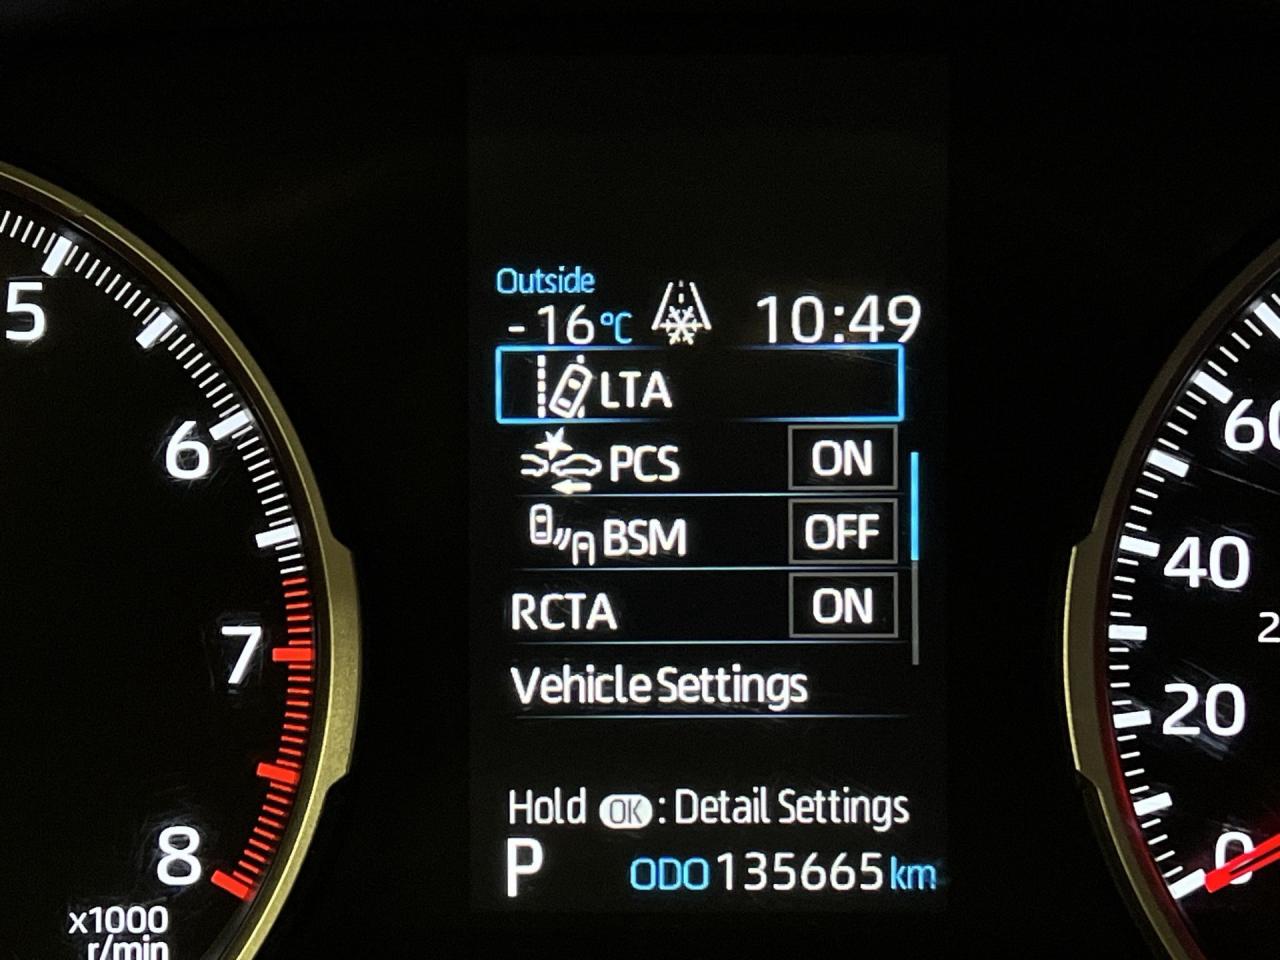 Outside
-16°C 10:49
LTA
PCS ON
BSM OFF
RCTA ON
Vehicle Settings
Hold OK : Detail Settings
P ODO 135665 km
5
6
7
8
x1000
r/min
60
40
2
20
0